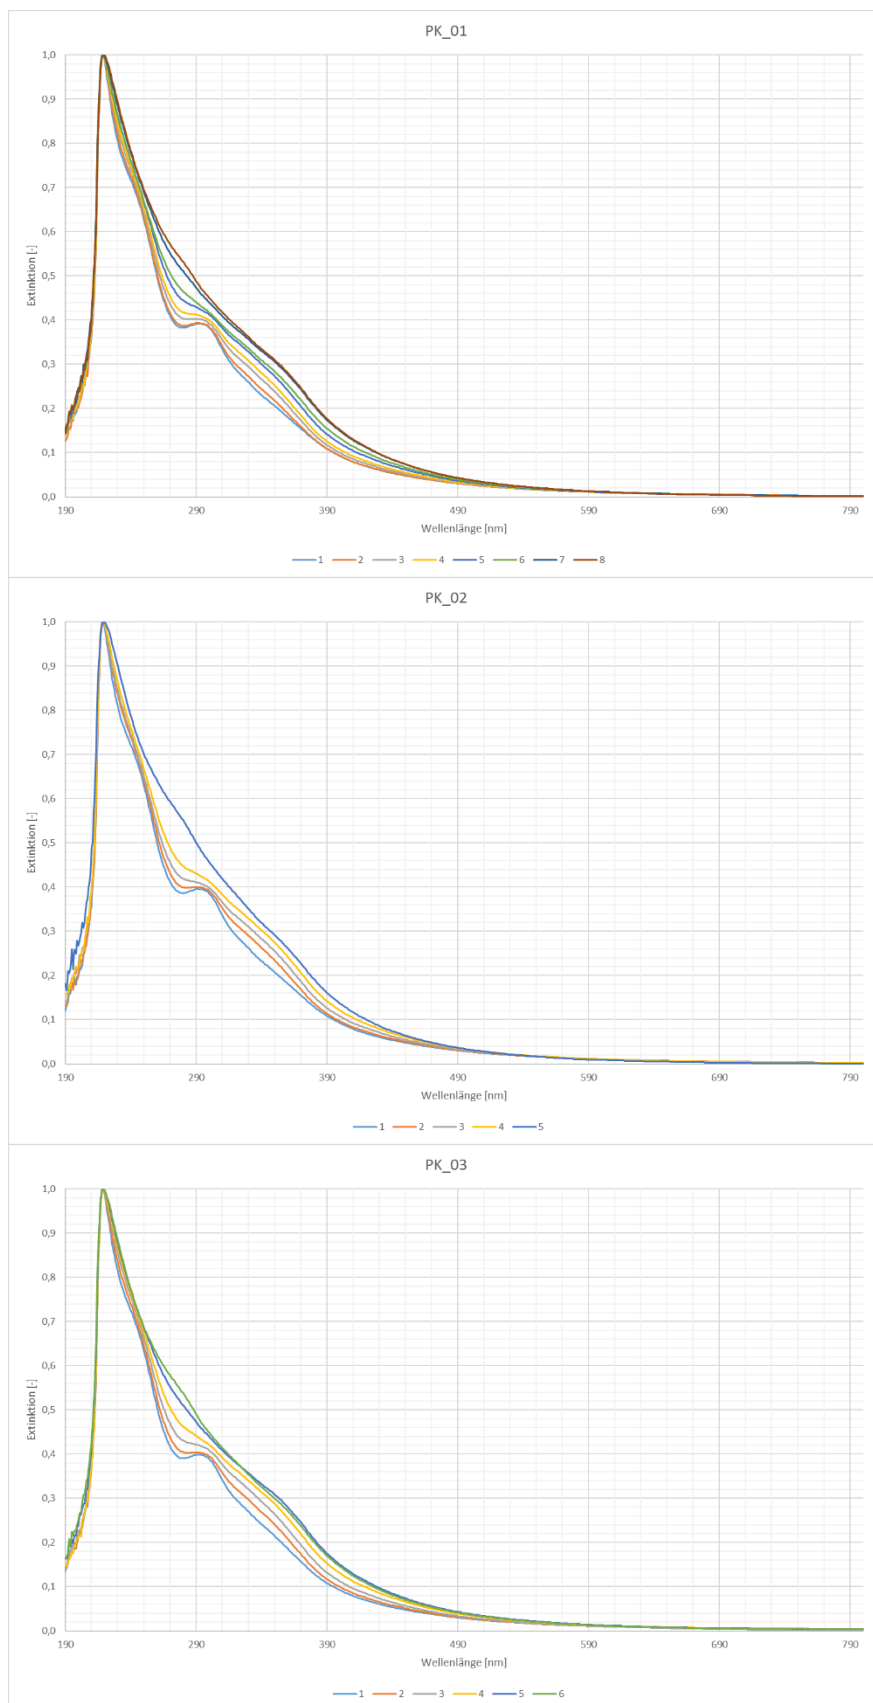 PK_01
1,0
0,9
0,8
0,7
0,6
0,5
0,4
0,3
0,2
0,1
0,0
Extinktion [-]
190 290 390 490 590 690 790
Wellenlänge [nm]
1 2 3 4 5 6 7 8
PK_02
1,0
0,9
0,8
0,7
0,6
0,5
0,4
0,3
0,2
0,1
0,0
Extinktion [-]
190 290 390 490 590 690 790
Wellenlänge [nm]
1 2 3 4 5
PK_03
1,0
0,9
0,8
0,7
0,6
0,5
0,4
0,3
0,2
0,1
0,0
Extinktion [-]
190 290 390 490 590 690 790
Wellenlänge [nm]
1 2 3 4 5 6